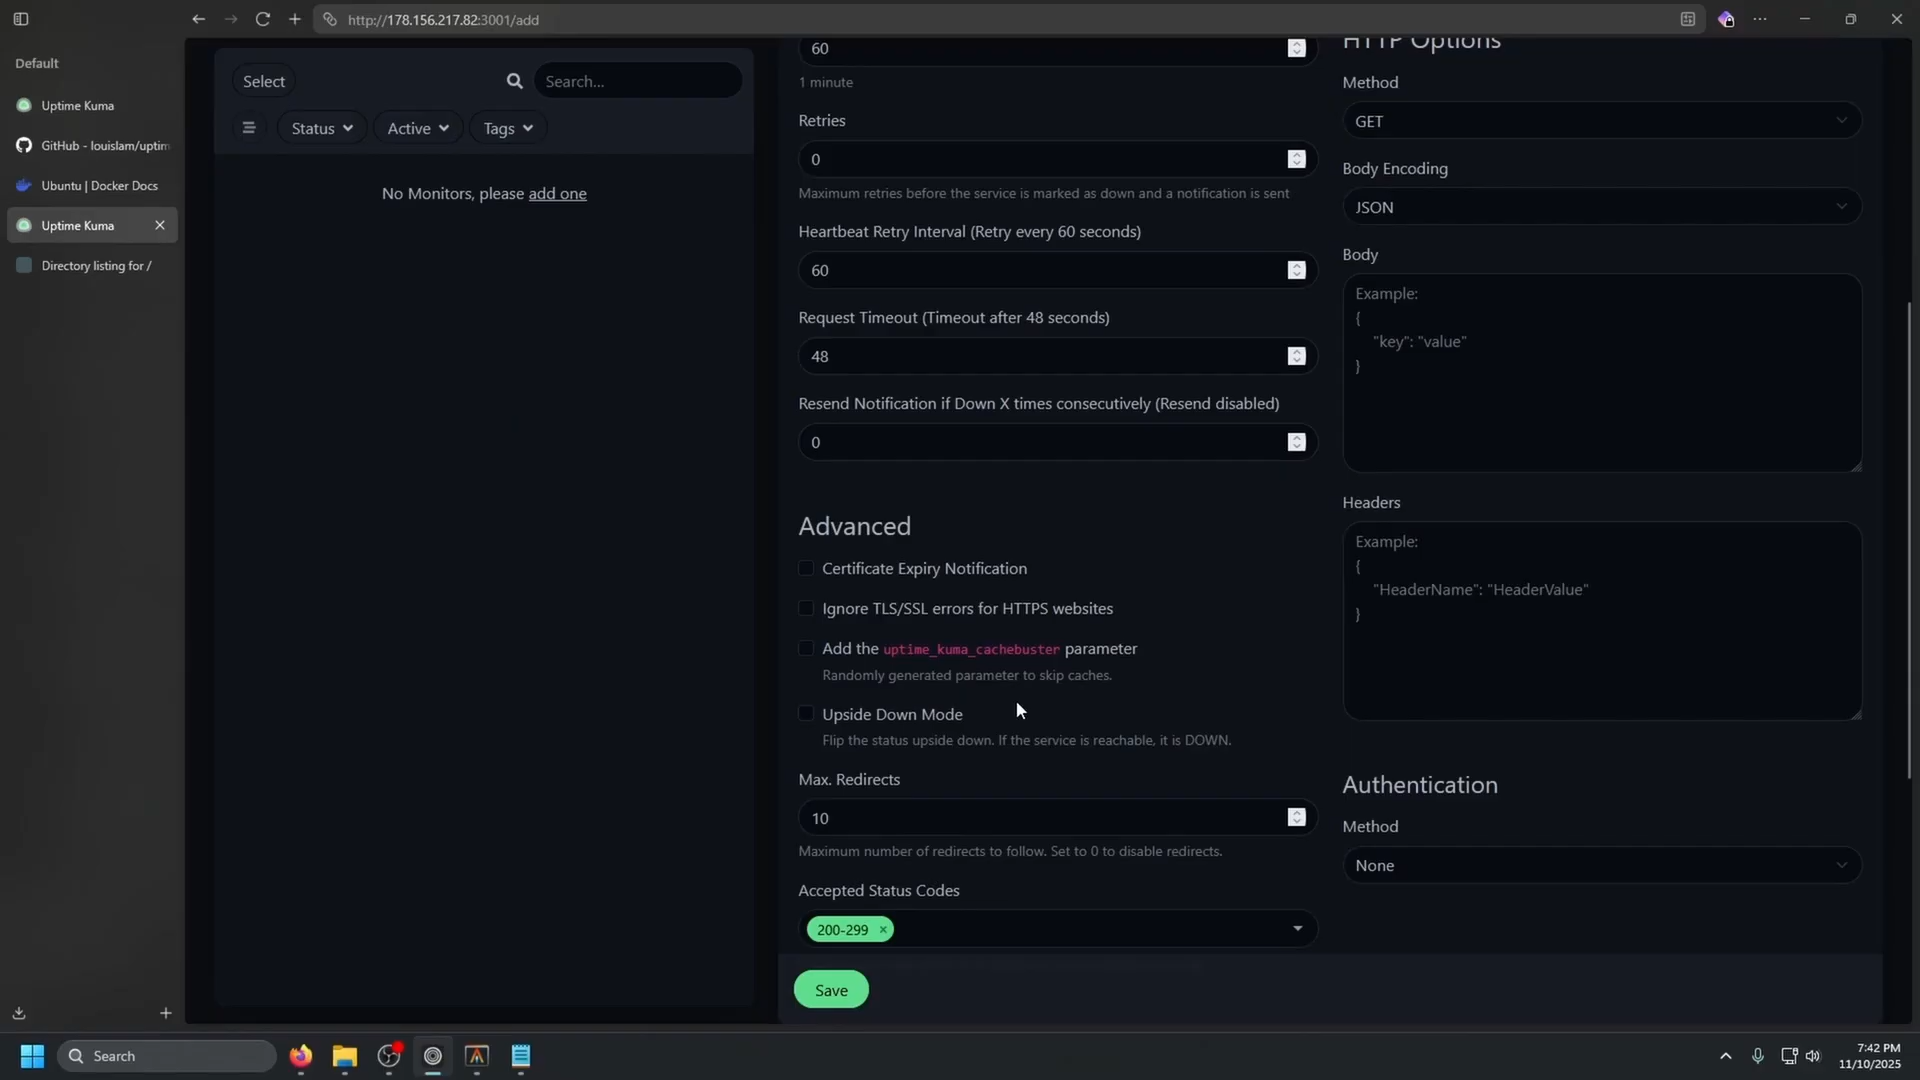 http://178.156.217.82:3001/add
Default
Uptime Kuma
GitHub - louislam/uptim
Ubuntu | Docker Docs
Uptime Kuma
Directory listing for /
Select
Search...
Status
Active
Tags
No Monitors, please add one
60
1 minute
Retries
0
Maximum retries before the service is marked as down and a notification is sent
Heartbeat Retry Interval (Retry every 60 seconds)
60
Request Timeout (Timeout after 48 seconds)
48
Resend Notification if Down X times consecutively (Resend disabled)
0
Advanced
Certificate Expiry Notification
Ignore TLS/SSL errors for HTTPS websites
Add the uptime_kuma_cachebuster parameter
Randomly generated parameter to skip caches.
Upside Down Mode
Flip the status upside down. If the service is reachable, it is DOWN.
Max. Redirects
10
Maximum number of redirects to follow. Set to 0 to disable redirects.
Accepted Status Codes
200-299 ×
Save
HTTP Options
Method
GET
Body Encoding
JSON
Body
Example:
{
"key": "value"
}
Headers
Example:
{
"HeaderName": "HeaderValue"
}
Authentication
Method
None
Search
7:42 PM
11/10/2025